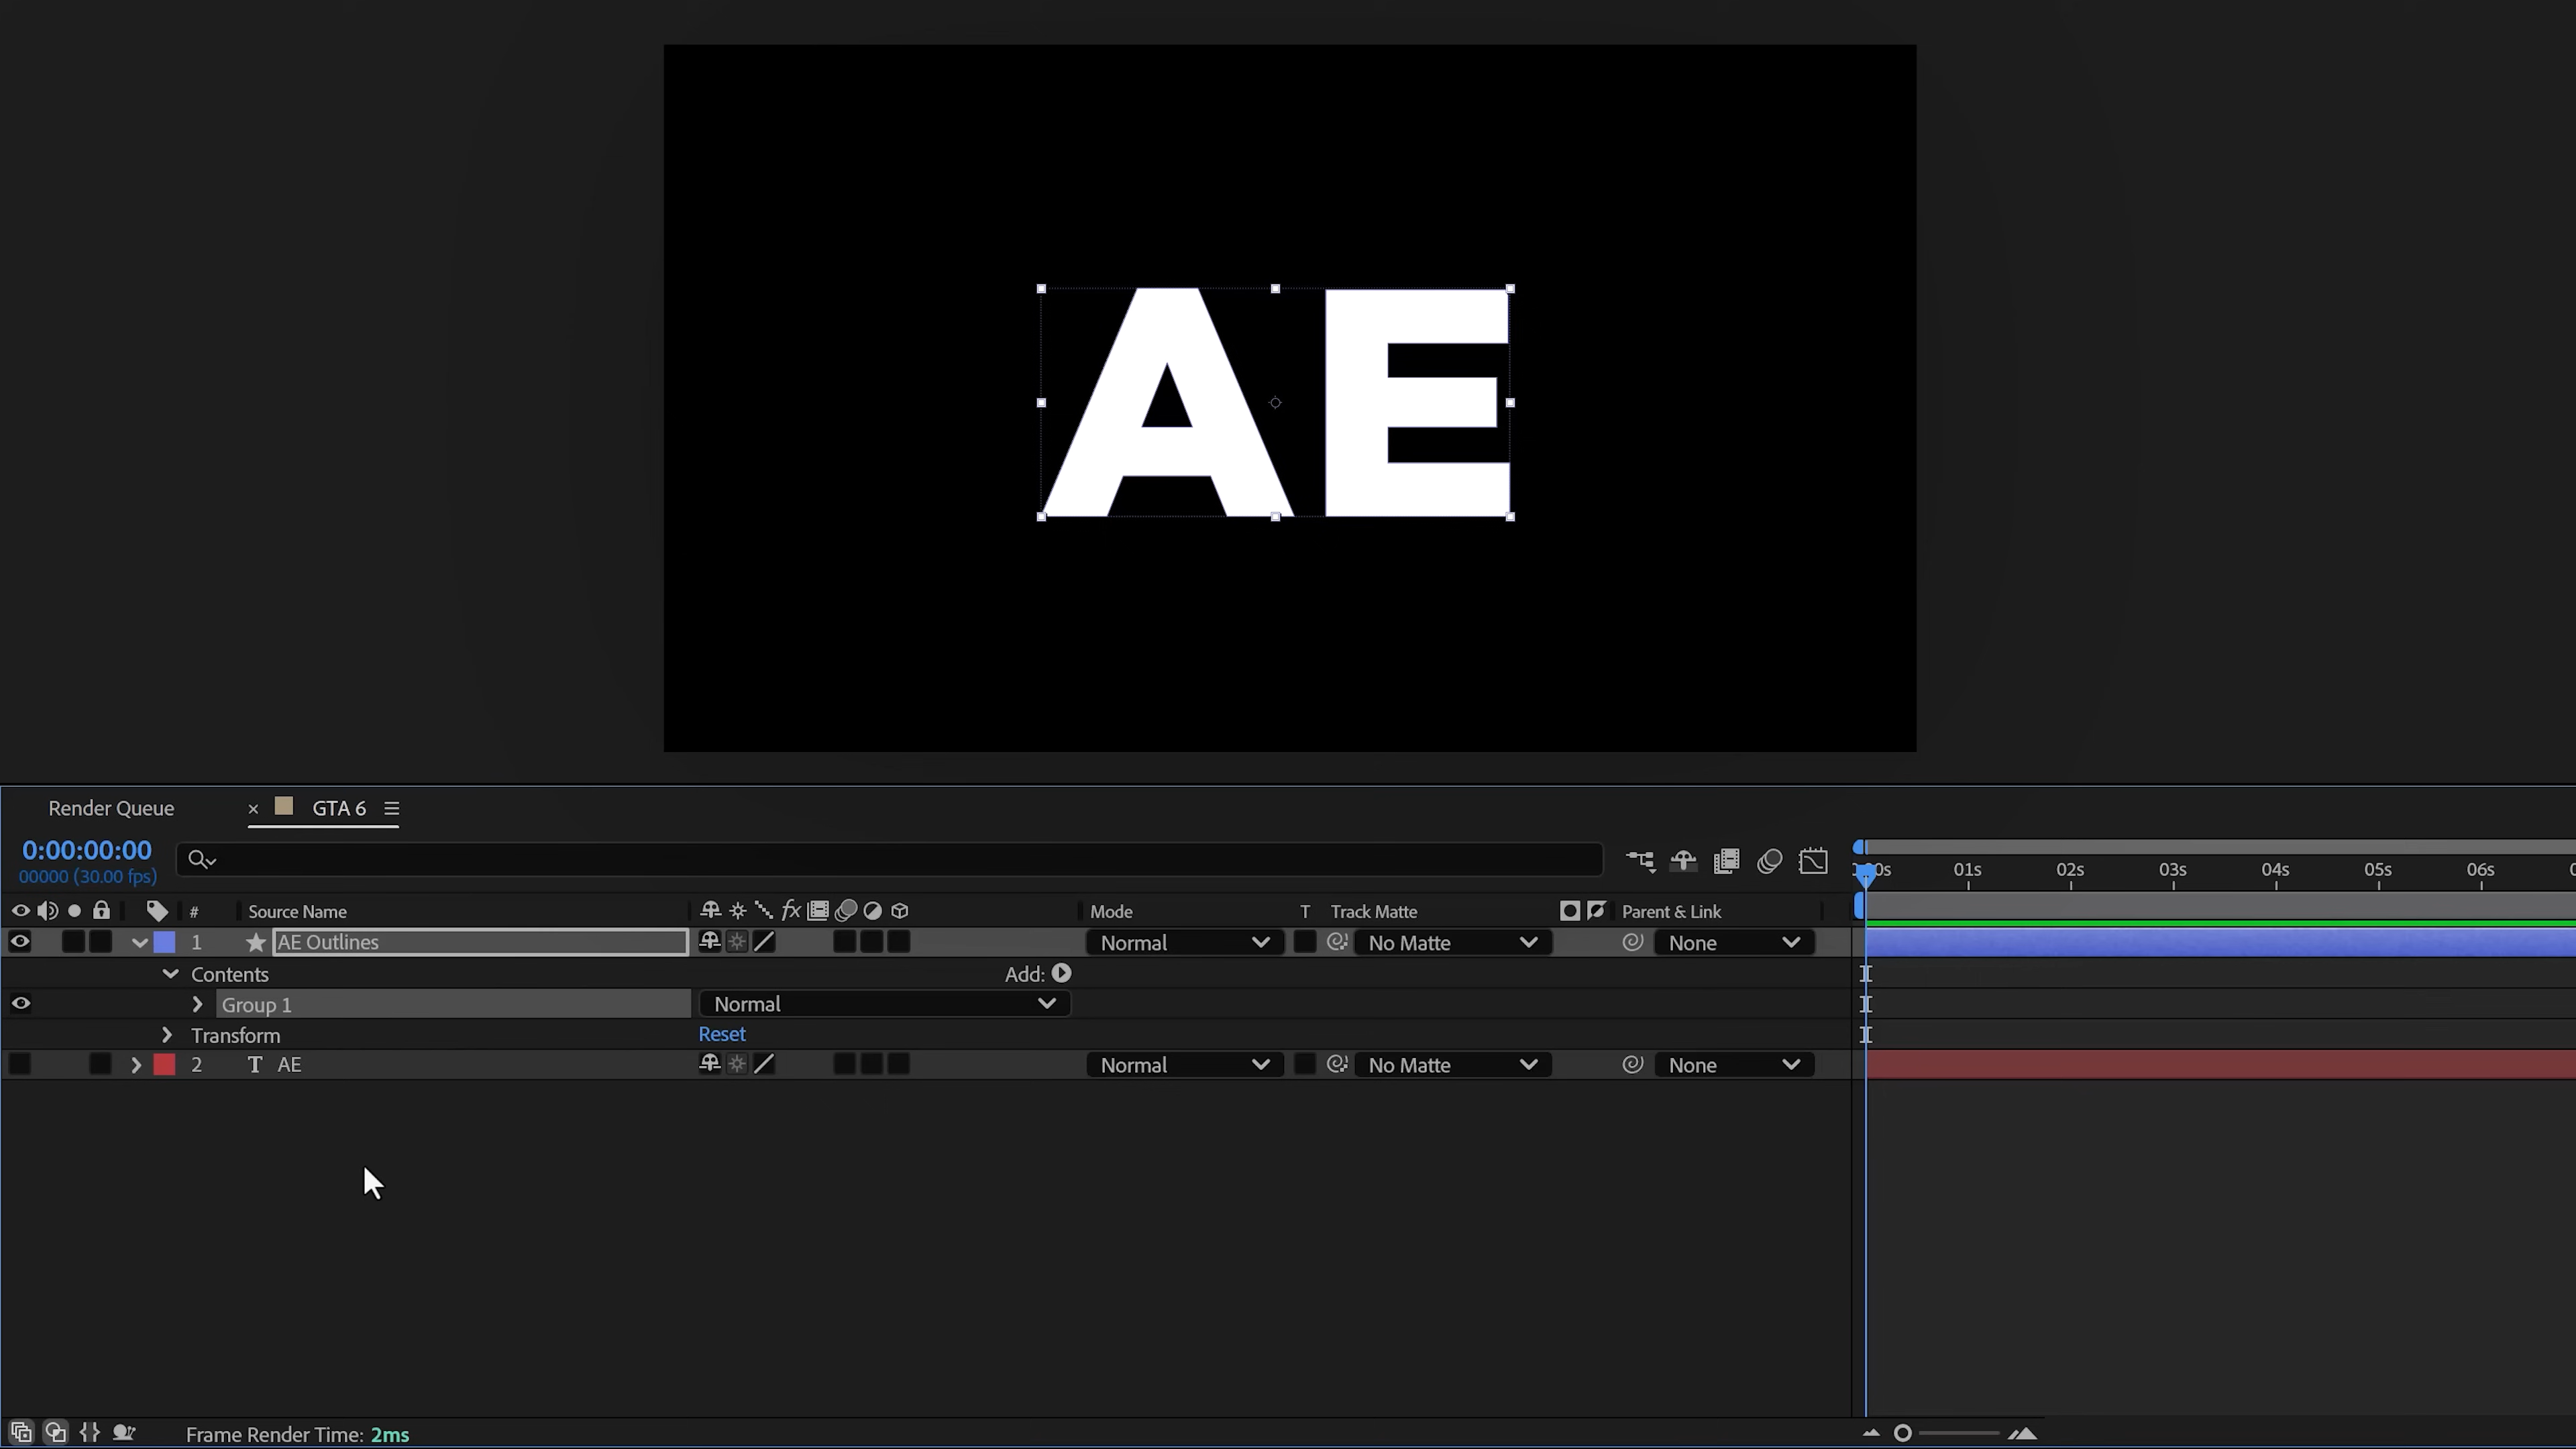 AE
Render Queue × GTA 6
0:00:00:00
00000 (30.00 fps)
00s 01s 02s 03s 04s 05s 06s
# Source Name fx Mode T Track Matte Parent & Link
1 AE Outlines Normal No Matte None
Contents Add:
Group 1 Normal
Transform Reset
2 T AE Normal No Matte None
Frame Render Time: 2ms